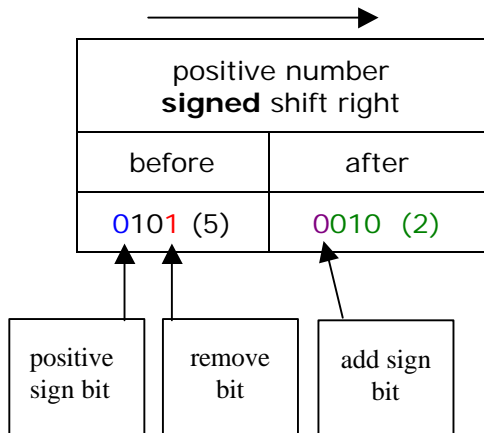 positive number
signed shift right
before after
0101 (5) 0010 (2)
positive remove add sign
sign bit bit bit